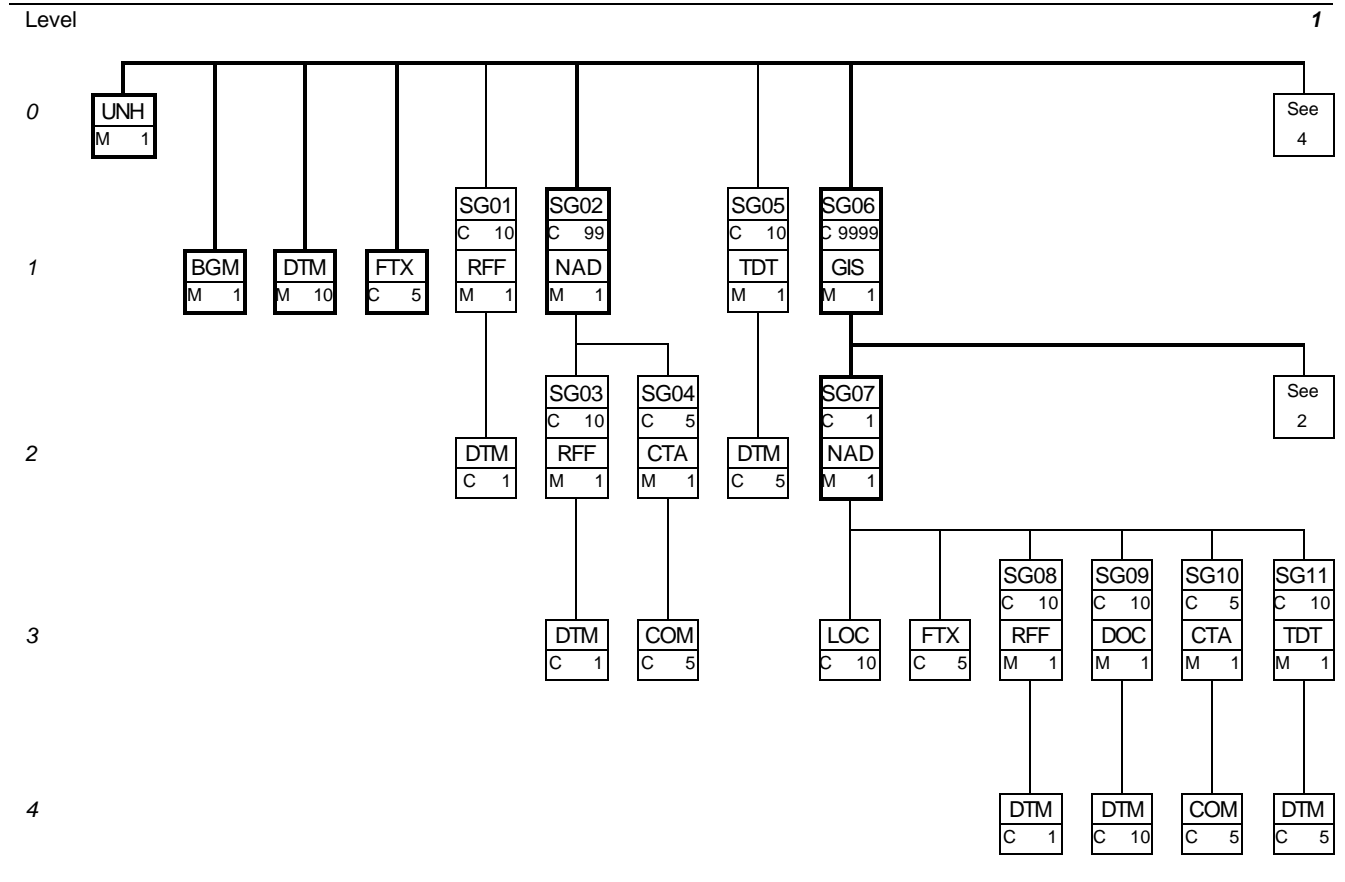 Level 1
0 UNH See
M 1 4
SG01 SG02 SG05 SG06
C 10 C 99 C 10 C 9999
1 BGM DTM FTX RFF NAD TDT GIS
M 1 M 10 C 5 M 1 M 1 M 1 M 1
SG03 SG04 SG07 See
C 10 C 5 C 1 2
2 DTM RFF CTA DTM NAD
C 1 M 1 M 1 C 5 M 1
SG08 SG09 SG10 SG11
C 10 C 10 C 5 C 10
3 DTM COM LOC FTX RFF DOC CTA TDT
C 1 C 5 C 10 C 5 M 1 M 1 M 1 M 1
4 DTM DTM COM DTM
C 1 C 10 C 5 C 5